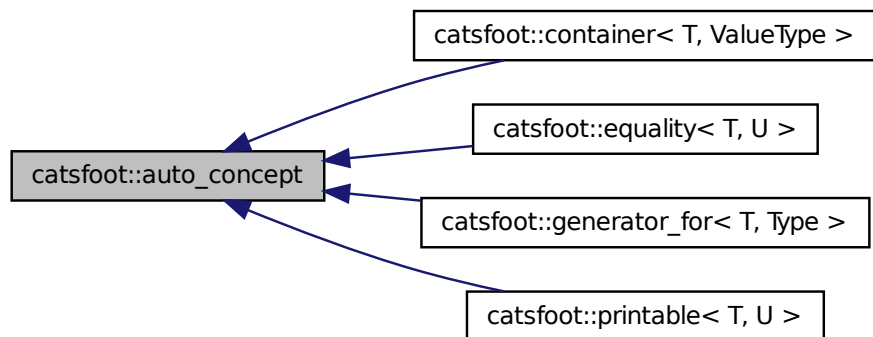 catsfoot::container< T, ValueType >
catsfoot::equality< T, U >
catsfoot::auto_concept
catsfoot::generator_for< T, Type >
catsfoot::printable< T, U >